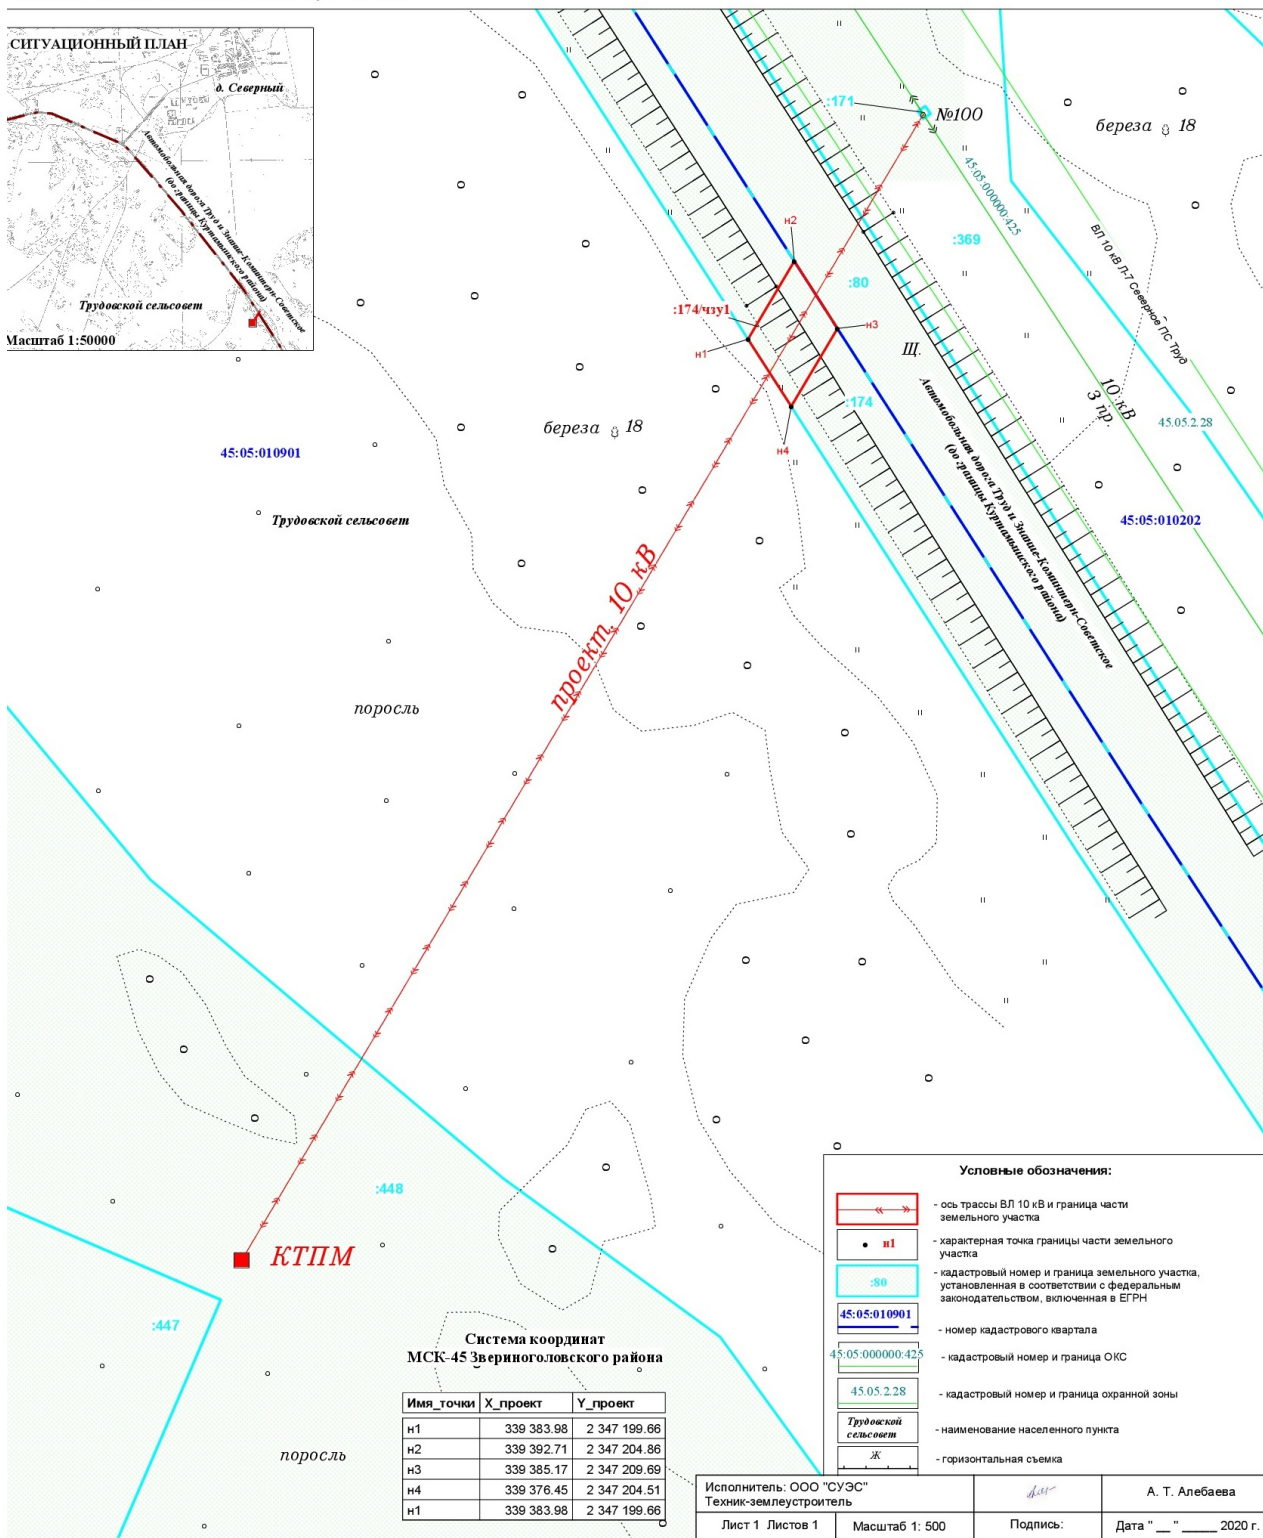 СИТУАЦИОННЫЙ ПЛАН
д. Северный
Автомобильная дорога Труд и Знание-Коминтерн-Советское
(до границы Куртамышского района)
Трудовской сельсовет
Масштаб 1:50000
:171
№100
береза 18
45:05:000000:425
:369
ВЛ 10 кВ Л-7 Северное ПС Труд
н2
:80
:174/чзу1
н3
н1
Щ.
10 кВ
3 пр.
:174
45.05.2.28
береза 18
н4
45:05:010901
Трудовской сельсовет
45:05:010202
Автомобильная дорога Труд и Знание-Коминтерн-Советское
(до границы Куртамышского района)
проект. 10 кВ
поросль
:448
КТПМ
:447
поросль
Система координат
МСК-45 Звериноголовского района
Имя_точки X_проект Y_проект
н1 339 383.98 2 347 199.66
н2 339 392.71 2 347 204.86
н3 339 385.17 2 347 209.69
н4 339 376.45 2 347 204.51
н1 339 383.98 2 347 199.66
Условные обозначения:
- ось трассы ВЛ 10 кВ и граница части
земельного участка
н1 - характерная точка границы части земельного
участка
:80 - кадастровый номер и граница земельного участка,
установленная в соответствии с федеральным
законодательством, включенная в ЕГРН
45:05:010901 - номер кадастрового квартала
45:05:000000:425 - кадастровый номер и граница ОКС
45.05.2.28 - кадастровый номер и граница охранной зоны
Трудовской
сельсовет - наименование населенного пункта
Ж - горизонтальная съемка
Исполнитель: ООО "СУЭС"
Техник-землеустроитель
А. Т. Алебаева
Лист 1 Листов 1 Масштаб 1: 500 Подпись: Дата " __ " _____ 2020 г.